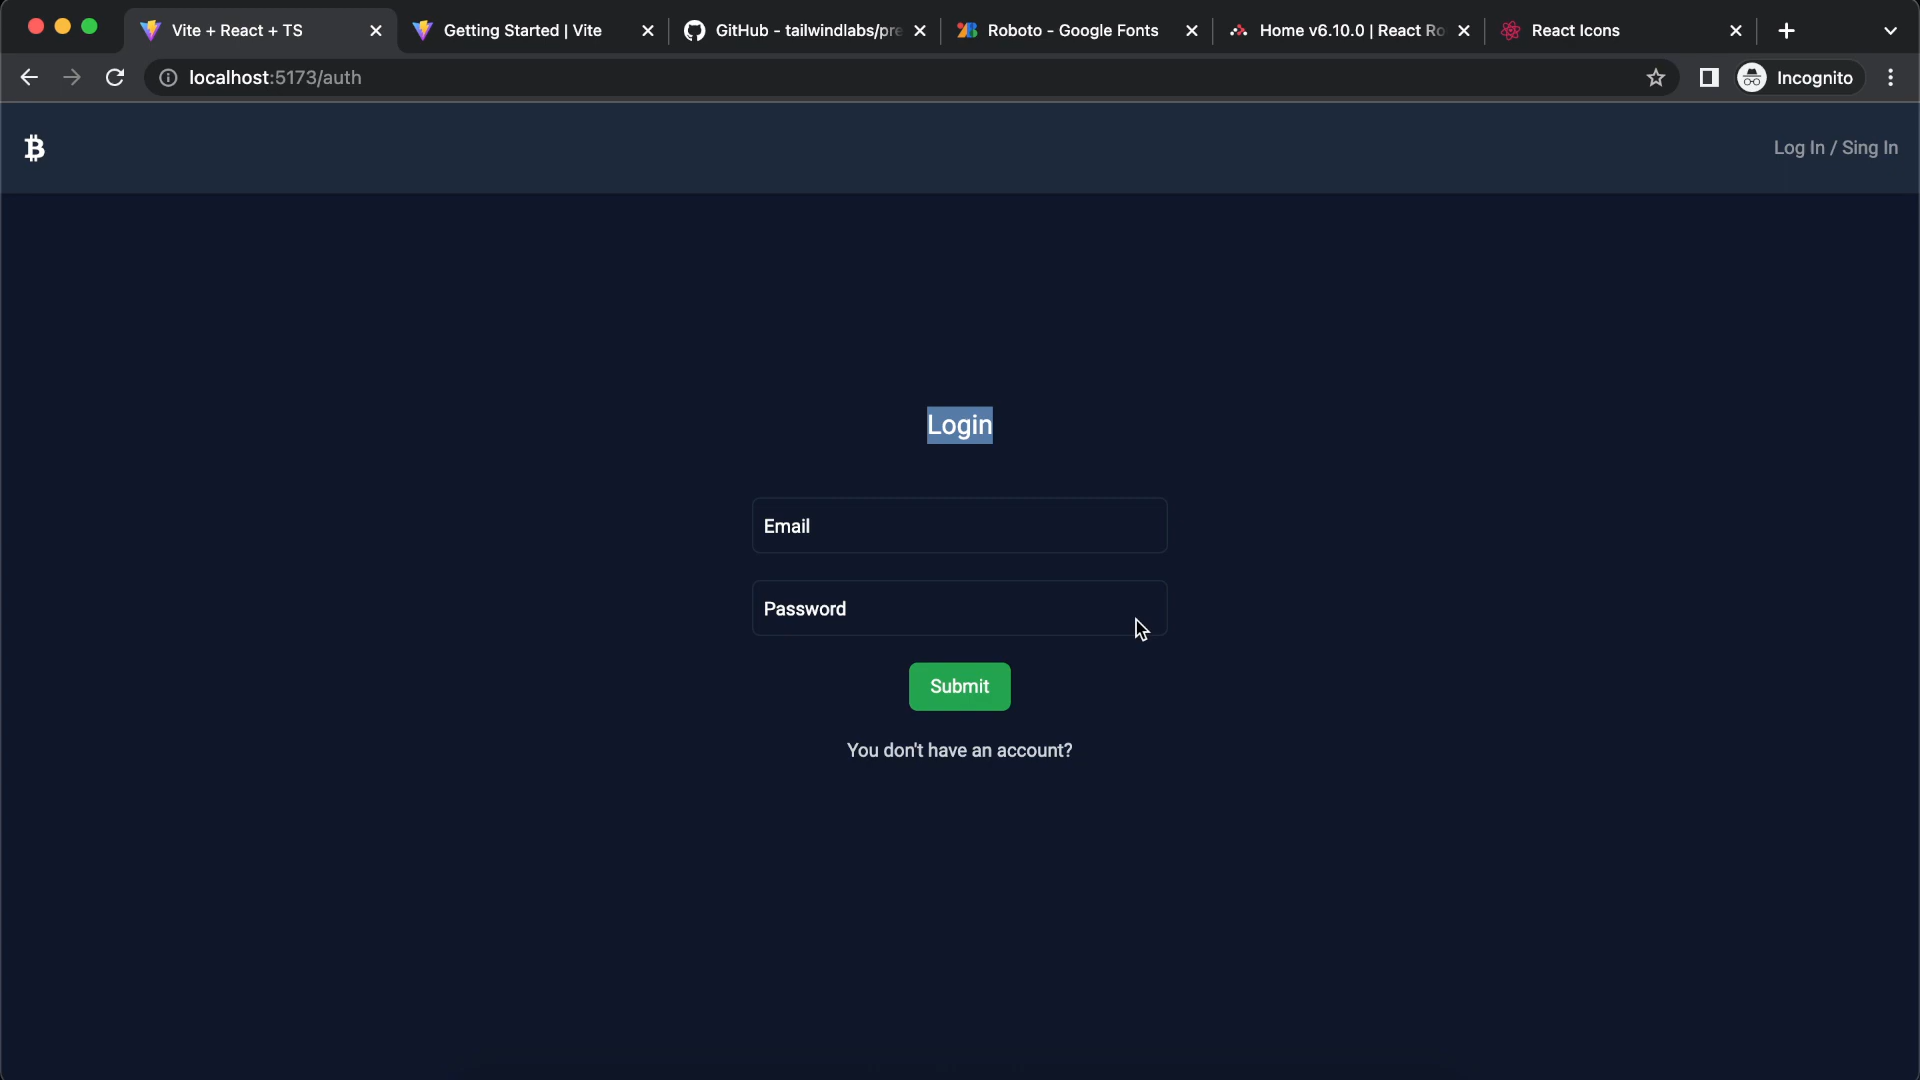 Vite + React + TS
Getting Started | Vite
GitHub - tailwindlabs/pre
Roboto - Google Fonts
Home v6.10.0 | React Ro
React Icons
localhost:5173/auth
Incognito
Log In / Sing In
Login
Email
Password
Submit
You don't have an account?